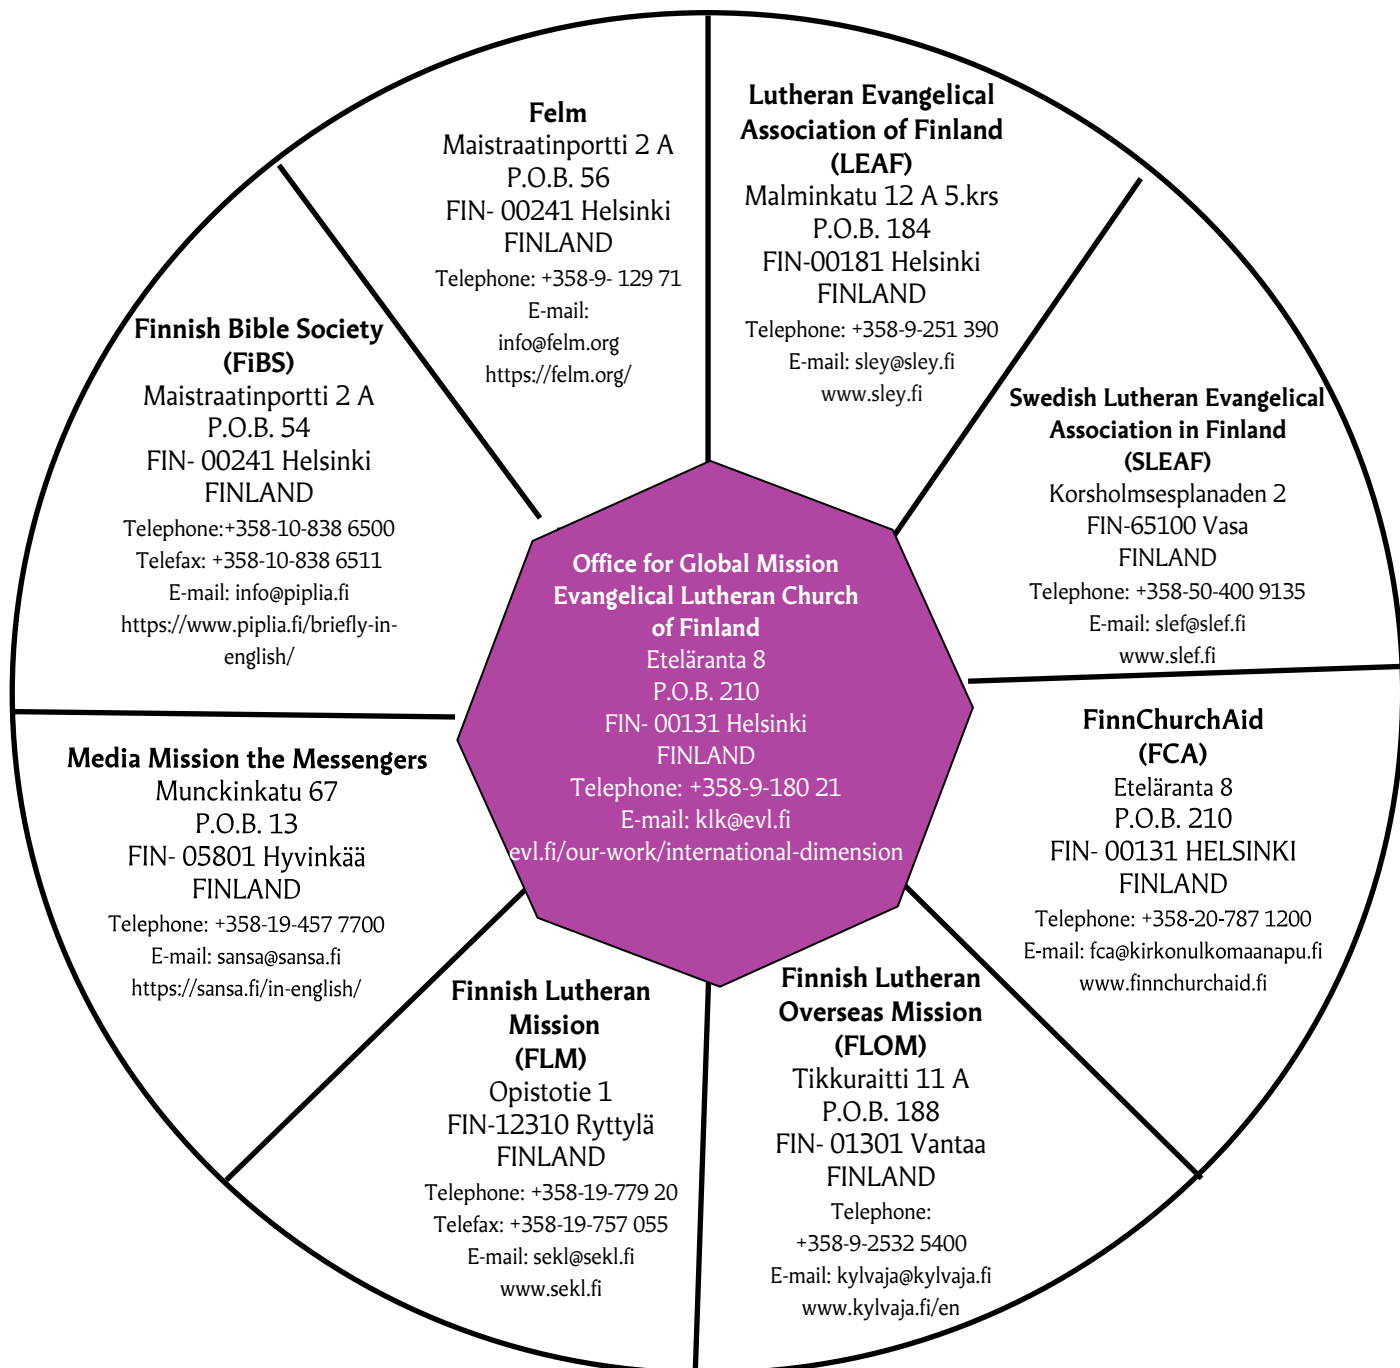 Felm
Maistraatinportti 2 A
P.O.B. 56
FIN- 00241 Helsinki
FINLAND
Telephone: +358-9- 129 71
E-mail:
info@felm.org
https://felm.org/
Lutheran Evangelical
Association of Finland
(LEAF)
Malminkatu 12 A 5.krs
P.O.B. 184
FIN-00181 Helsinki
FINLAND
Telephone: +358-9-251 390
E-mail: sley@sley.fi
www.sley.fi
Swedish Lutheran Evangelical
Association in Finland
(SLEAF)
Korsholmsesplanaden 2
FIN-65100 Vasa
FINLAND
Telephone: +358-50-400 9135
E-mail: slef@slef.fi
www.slef.fi
FinnChurchAid
(FCA)
Eteläranta 8
P.O.B. 210
FIN- 00131 HELSINKI
FINLAND
Telephone: +358-20-787 1200
E-mail: fca@kirkonulkomaanapu.fi
www.finnchurchaid.fi
Finnish Lutheran
Overseas Mission
(FLOM)
Tikkuraitti 11 A
P.O.B. 188
FIN- 01301 Vantaa
FINLAND
Telephone:
+358-9-2532 5400
E-mail: kylvaja@kylvaja.fi
www.kylvaja.fi/en
Finnish Lutheran
Mission
(FLM)
Opistotie 1
FIN-12310 Ryttylä
FINLAND
Telephone: +358-19-779 20
Telefax: +358-19-757 055
E-mail: sekl@sekl.fi
www.sekl.fi
Media Mission the Messengers
Munckinkatu 67
P.O.B. 13
FIN- 05801 Hyvinkää
FINLAND
Telephone: +358-19-457 7700
E-mail: sansa@sansa.fi
https://sansa.fi/in-english/
Finnish Bible Society
(FiBS)
Maistraatinportti 2 A
P.O.B. 54
FIN- 00241 Helsinki
FINLAND
Telephone:+358-10-838 6500
Telefax: +358-10-838 6511
E-mail: info@piplia.fi
https://www.piplia.fi/briefly-in-
english/
Office for Global Mission
Evangelical Lutheran Church
of Finland
Eteläranta 8
P.O.B. 210
FIN- 00131 Helsinki
FINLAND
Telephone: +358-9-180 21
E-mail: klk@evl.fi
evl.fi/our-work/international-dimension